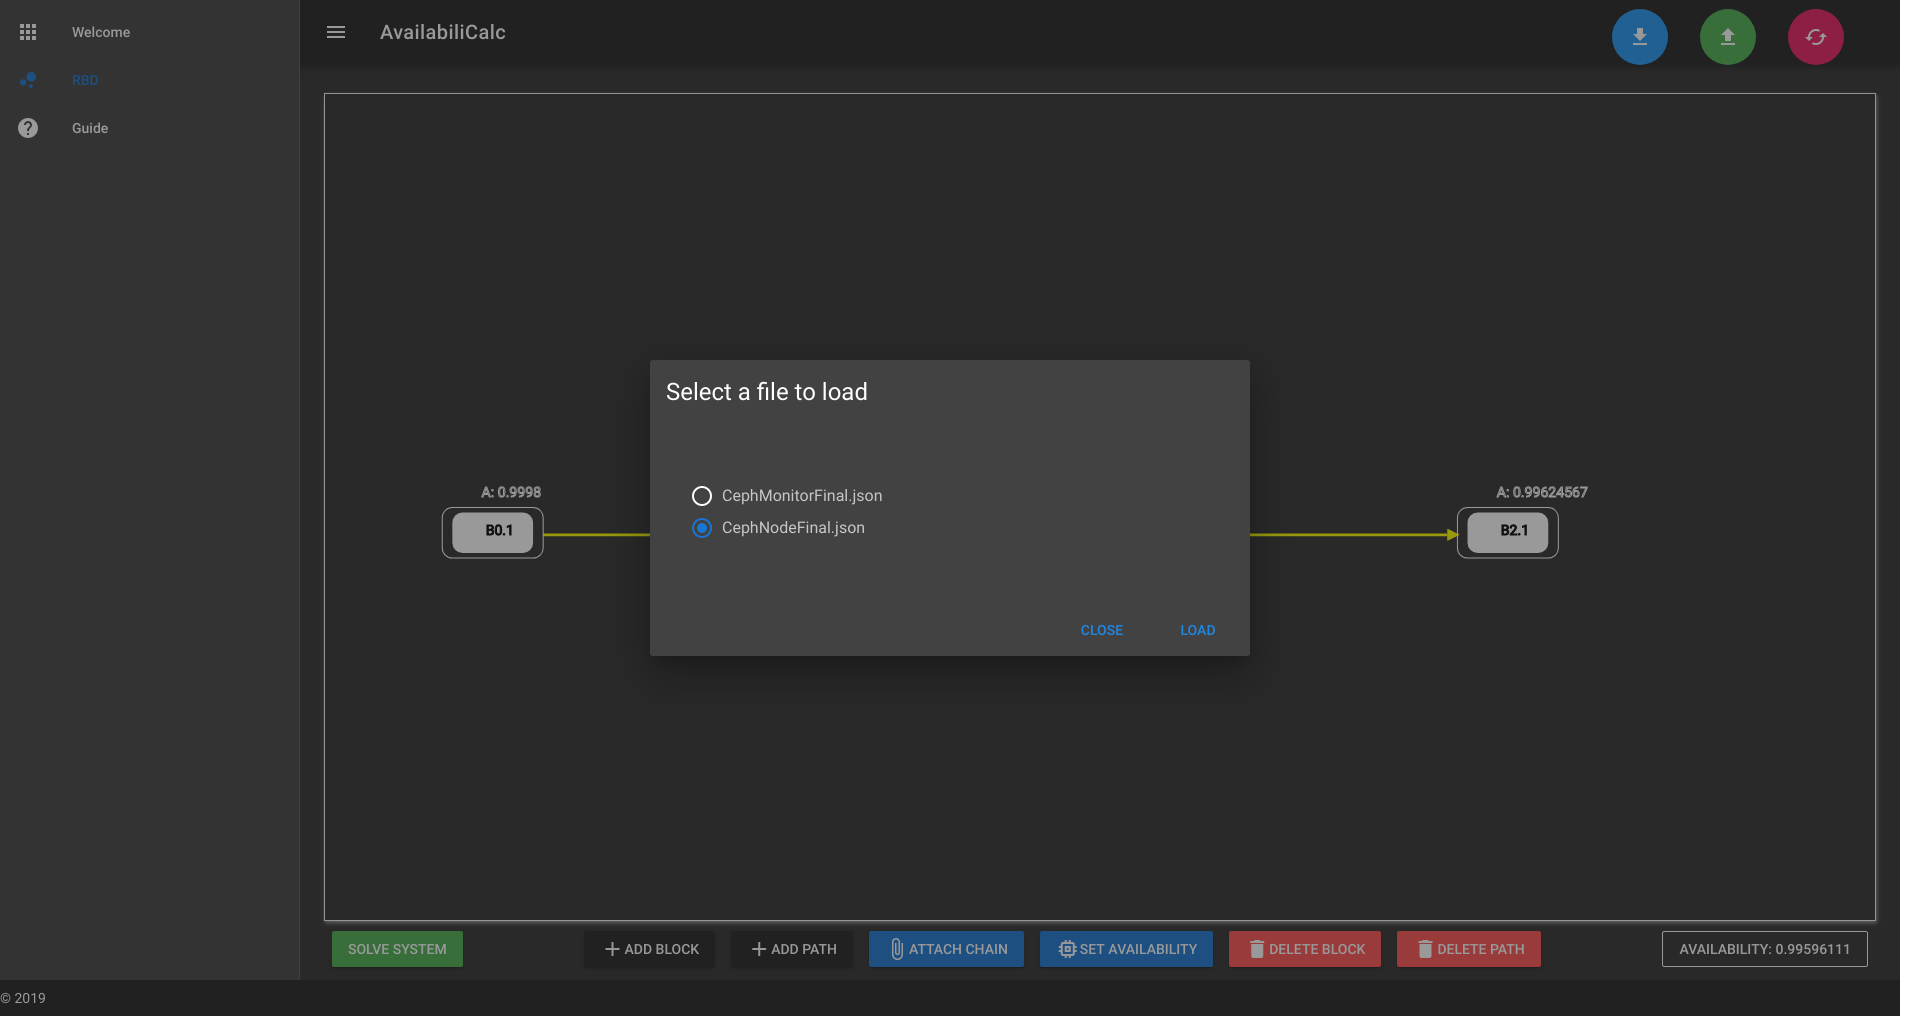 Welcome
RBD
Guide
AvailabiliCalc
Select a file to load
CephMonitorFinal.json
CephNodeFinal.json
CLOSE LOAD
A: 0.9998
B0.1
A: 0.99624567
B2.1
SOLVE SYSTEM ADD BLOCK ADD PATH ATTACH CHAIN SET AVAILABILITY DELETE BLOCK DELETE PATH AVAILABILITY: 0.99596111
© 2019